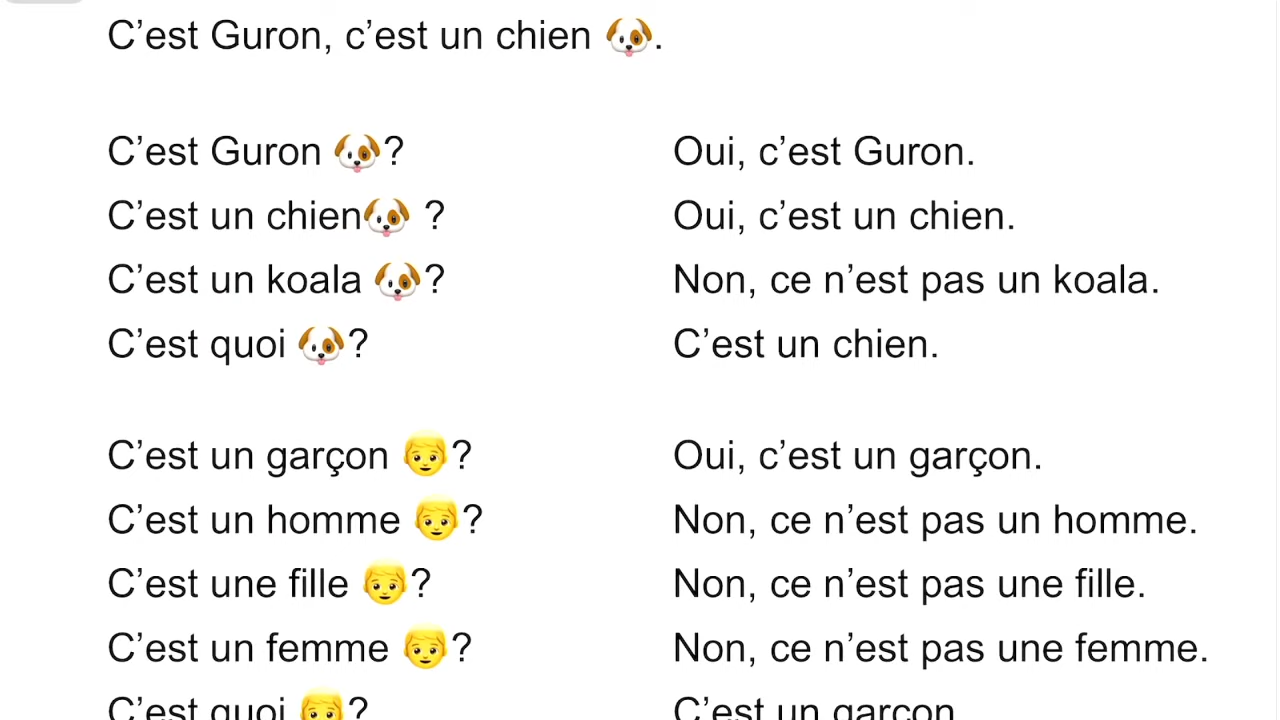 C’est Guron, c’est un chien 🐶.
C’est Guron 🐶? Oui, c’est Guron.
C’est un chien🐶 ? Oui, c’est un chien.
C’est un koala 🐶? Non, ce n’est pas un koala.
C’est quoi 🐶? C’est un chien.
C’est un garçon 👦? Oui, c’est un garçon.
C’est un homme 👦? Non, ce n’est pas un homme.
C’est une fille 👦? Non, ce n’est pas une fille.
C’est un femme 👦? Non, ce n’est pas une femme.
C’est quoi 👦? C’est un garçon